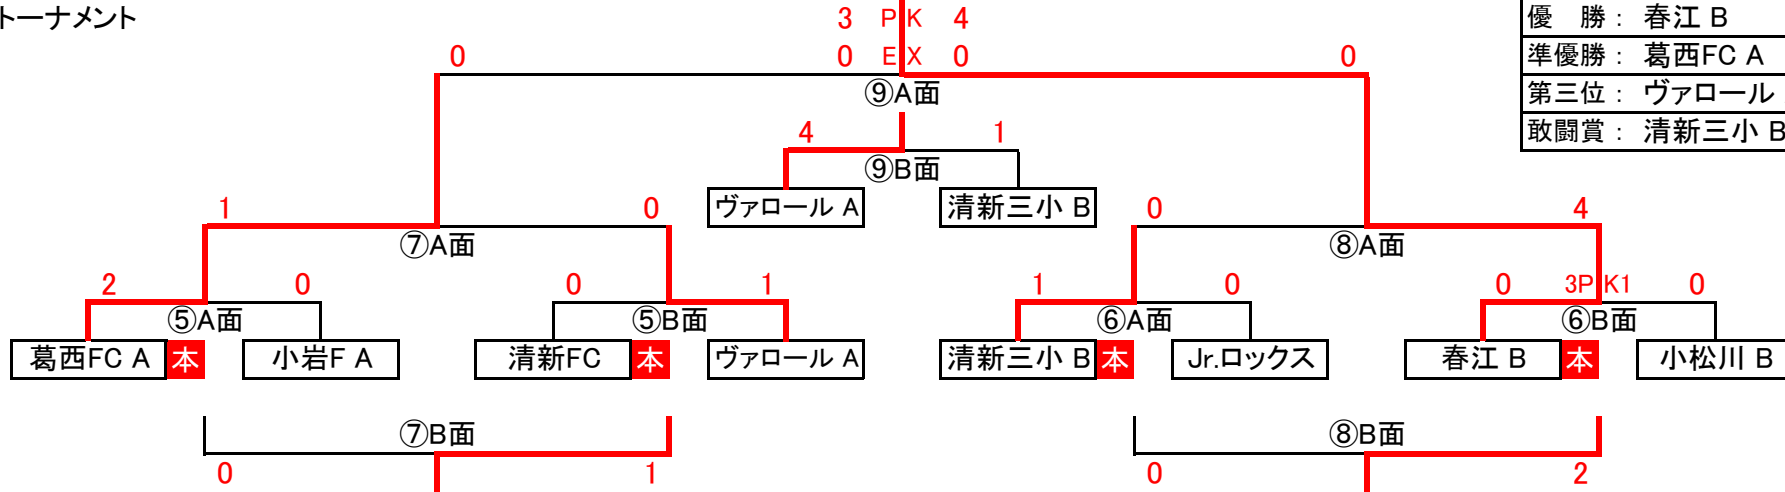 トーナメント
3 PK 4
優　勝： 春江 B
0 0 EX 0 0
準優勝： 葛西FC A
⑨A面
第三位： ヴァロール
4 1
敢闘賞： 清新三小 B
⑨B面
ヴァロール A 清新三小 B
1 0 0 4
⑦A面 ⑧A面
2 0 0 1 1 0 0 3PK1 0
⑤A面 ⑤B面 ⑥A面 ⑥B面
葛西FC A 本 小岩F A 清新FC 本 ヴァロール A 清新三小 B 本 Jr.ロックス 春江 B 本 小松川 B
⑦B面 ⑧B面
0 1 0 2